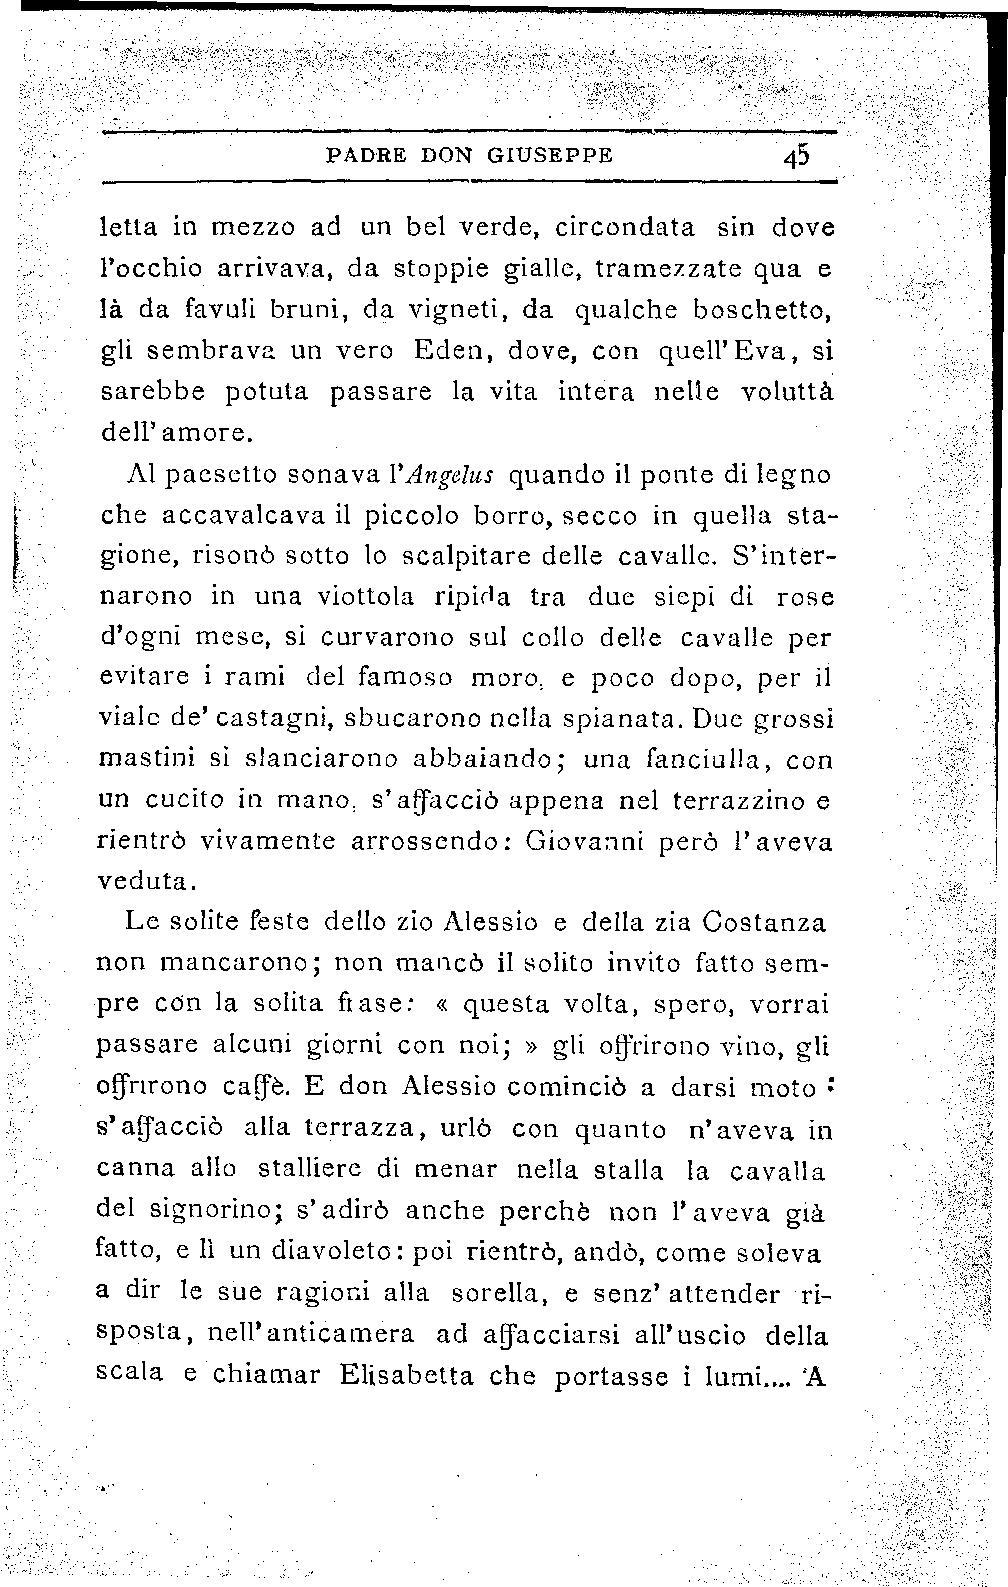 PADRE DON GIUSEPPE 45
letta in mezzo ad un bel verde, circondata sin dove
l'occhio arrivava, da stoppie gialle, tramezzate qua e
là da favuli bruni, da vigneti, da qualche boschetto,
gli sembrava un vero Eden, dove, con quell'Eva, si
sarebbe potuta passare la vita intera nelle voluttà
dell'amore.
Al paesetto sonava l'Angelus quando il ponte di legno
che accavalcava il piccolo borro, secco in quella sta-
gione, risonò sotto lo scalpitare delle cavalle. S'inter-
narono in una viottola ripida tra due siepi di rose
d'ogni mese, si curvarono sul collo delle cavalle per
evitare i rami del famoso moro, e poco dopo, per il
viale de' castagni, sbucarono nella spianata. Due grossi
mastini si slanciarono abbaiando; una fanciulla, con
un cucito in mano, s'affacciò appena nel terrazzino e
rientrò vivamente arrossendo: Giovanni però l'aveva
veduta.
Le solite feste dello zio Alessio e della zia Costanza
non mancarono; non mancò il solito invito fatto sem-
pre con la solita frase: « questa volta, spero, vorrai
passare alcuni giorni con noi; » gli offrirono vino, gli
offrirono caffè. E don Alessio cominciò a darsi moto :
s'affacciò alla terrazza, urlò con quanto n'aveva in
canna allo stalliere di menar nella stalla la cavalla
del signorino; s'adirò anche perchè non l'aveva già
fatto, e lì un diavoleto: poi rientrò, andò, come soleva
a dir le sue ragioni alla sorella, e senz'attender ri-
sposta, nell'anticamera ad affacciarsi all'uscio della
scala e chiamar Elisabetta che portasse i lumi.... A